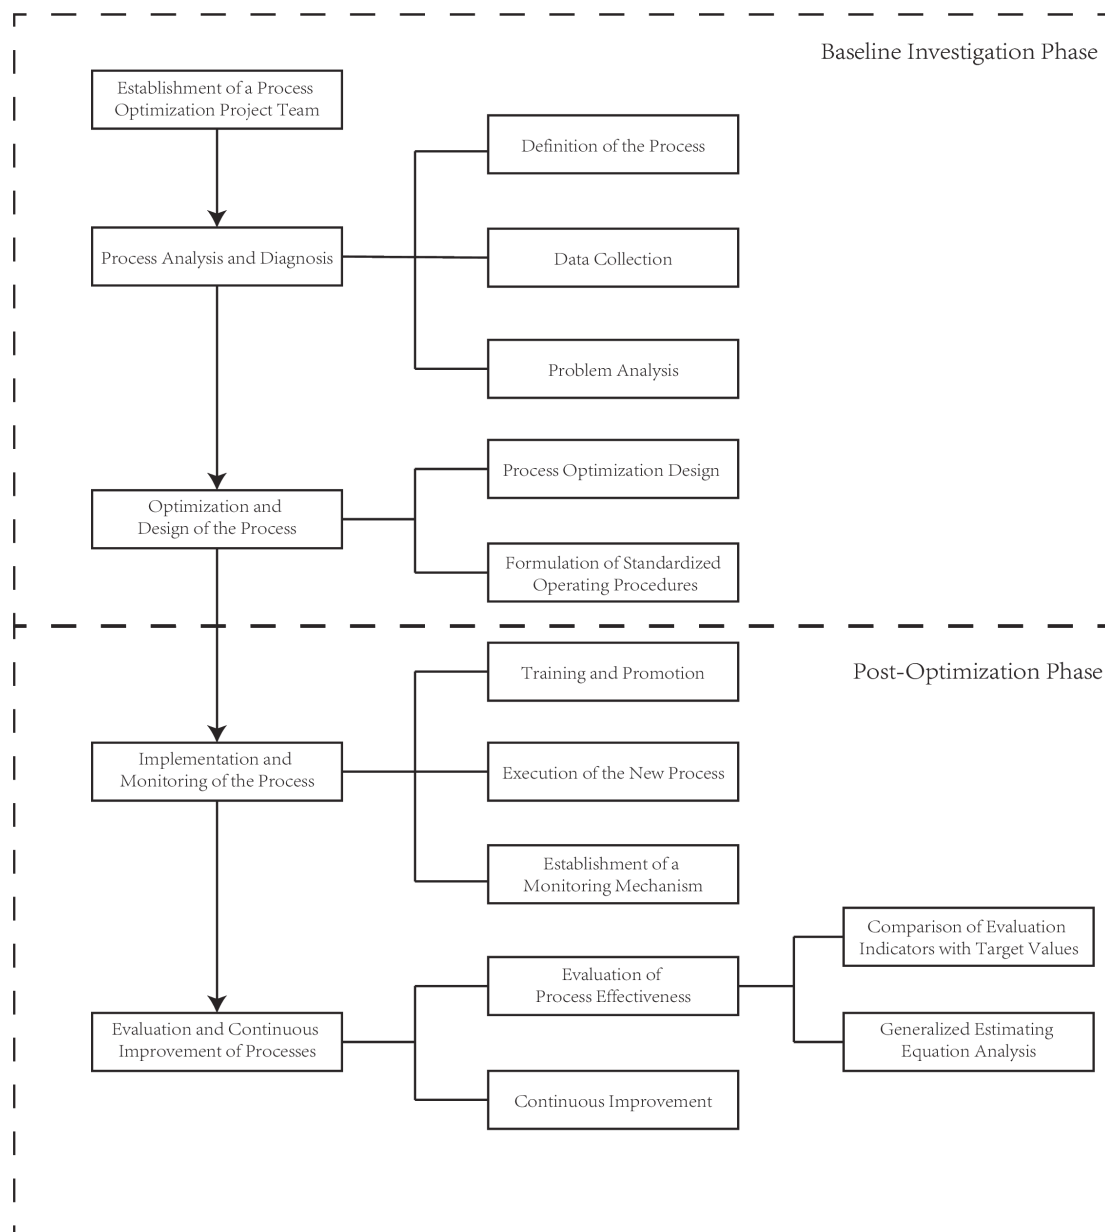 Baseline Investigation Phase
Establishment of a Process
Optimization Project Team
Definition of the Process
Process Analysis and Diagnosis
Data Collection
Problem Analysis
Process Optimization Design
Optimization and
Design of the Process
Formulation of Standardized
Operating Procedures
Post-Optimization Phase
Training and Promotion
Implementation and
Monitoring of the Process
Execution of the New Process
Establishment of a
Monitoring Mechanism
Comparison of Evaluation
Indicators with Target Values
Evaluation of
Process Effectiveness
Evaluation and Continuous
Improvement of Processes
Generalized Estimating
Equation Analysis
Continuous Improvement